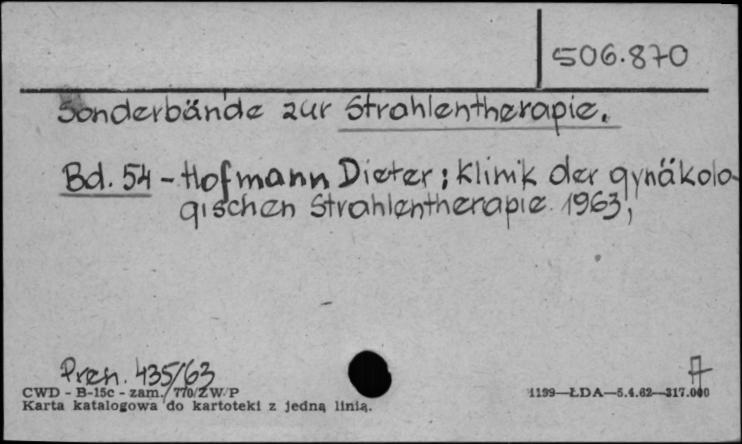 506.870
Sonderbände zur Strahlentherapie.
Bd. 54 - Hofmann Dieter; Klinik der gynäkolo-
gischen Strahlentherapie. 1963,
Pren. 435/63
A
CWD - B-15c - zam. 770/ZW/P
1199—ŁDA—5.4.62—317.000
Karta katalogowa do kartoteki z jedną linią.